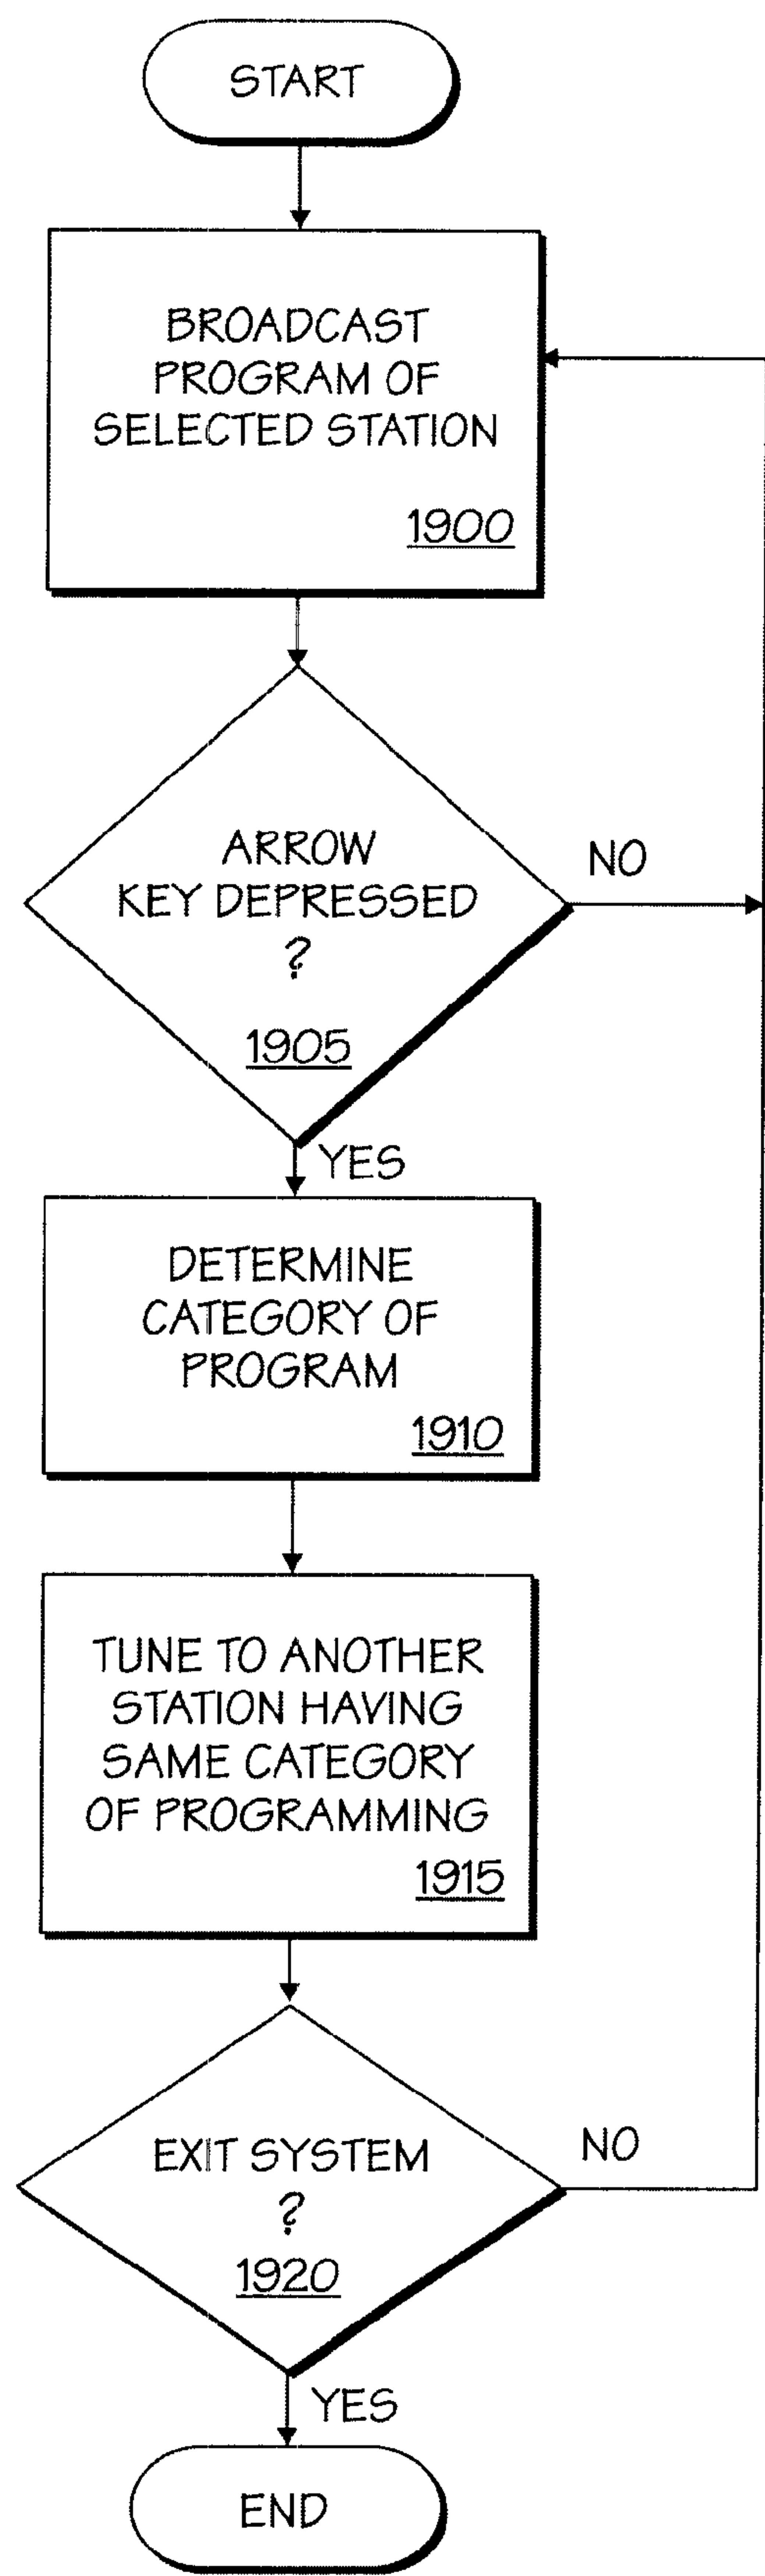 START
BROADCAST
PROGRAM OF
SELECTED STATION
1900
ARROW
KEY DEPRESSED
?
1905
NO
YES
DETERMINE
CATEGORY OF
PROGRAM
1910
TUNE TO ANOTHER
STATION HAVING
SAME CATEGORY
OF PROGRAMMING
1915
EXIT SYSTEM
?
1920
NO
YES
END